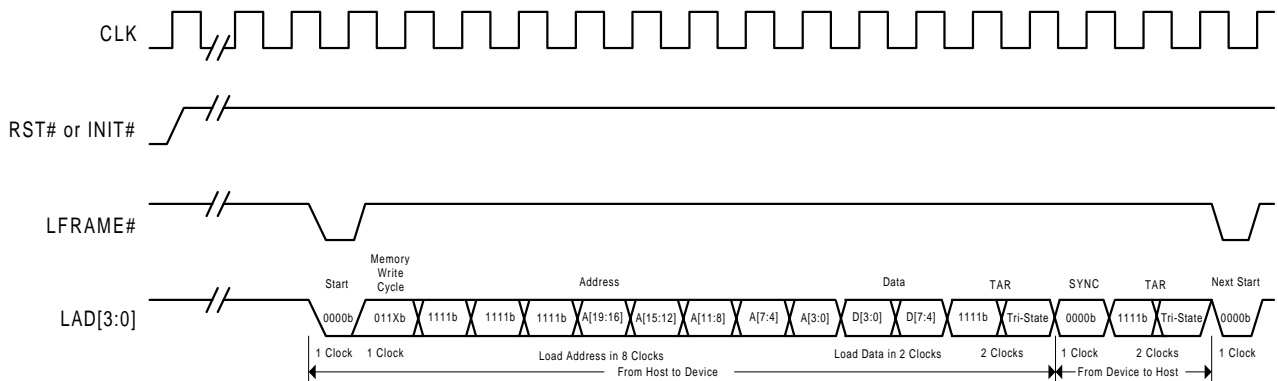 CLK
RST# or INIT#
LFRAME#
Memory
Write
Cycle
Start
Address
Data
TAR
SYNC
TAR
Next Start
LAD[3:0]
0000b
011Xb
1111b
1111b
1111b
A[19:16]
A[15:12]
A[11:8]
A[7:4]
A[3:0]
D[3:0]
D[7:4]
1111b
Tri-State
0000b
1111b
Tri-State
0000b
1 Clock
1 Clock
Load Address in 8 Clocks
Load Data in 2 Clocks
2 Clocks
1 Clock
2 Clocks
1 Clock
From Host to Device
From Device to Host